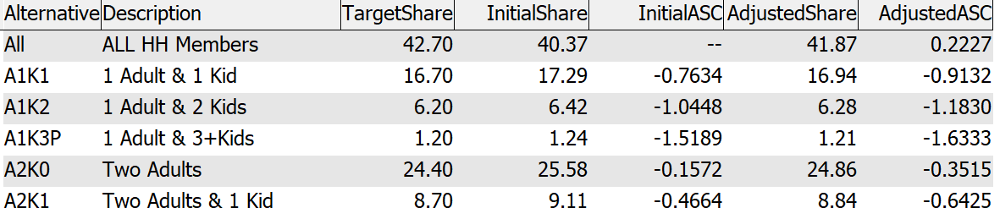 Alternative Description TargetShare InitialShare InitialASC AdjustedShare AdjustedASC
All ALL HH Members 42.70 40.37 -- 41.87 0.2227
A1K1 1 Adult & 1 Kid 16.70 17.29 -0.7634 16.94 -0.9132
A1K2 1 Adult & 2 Kids 6.20 6.42 -1.0448 6.28 -1.1830
A1K3P 1 Adult & 3+Kids 1.20 1.24 -1.5189 1.21 -1.6333
A2K0 Two Adults 24.40 25.58 -0.1572 24.86 -0.3515
A2K1 Two Adults & 1 Kid 8.70 9.11 -0.4664 8.84 -0.6425